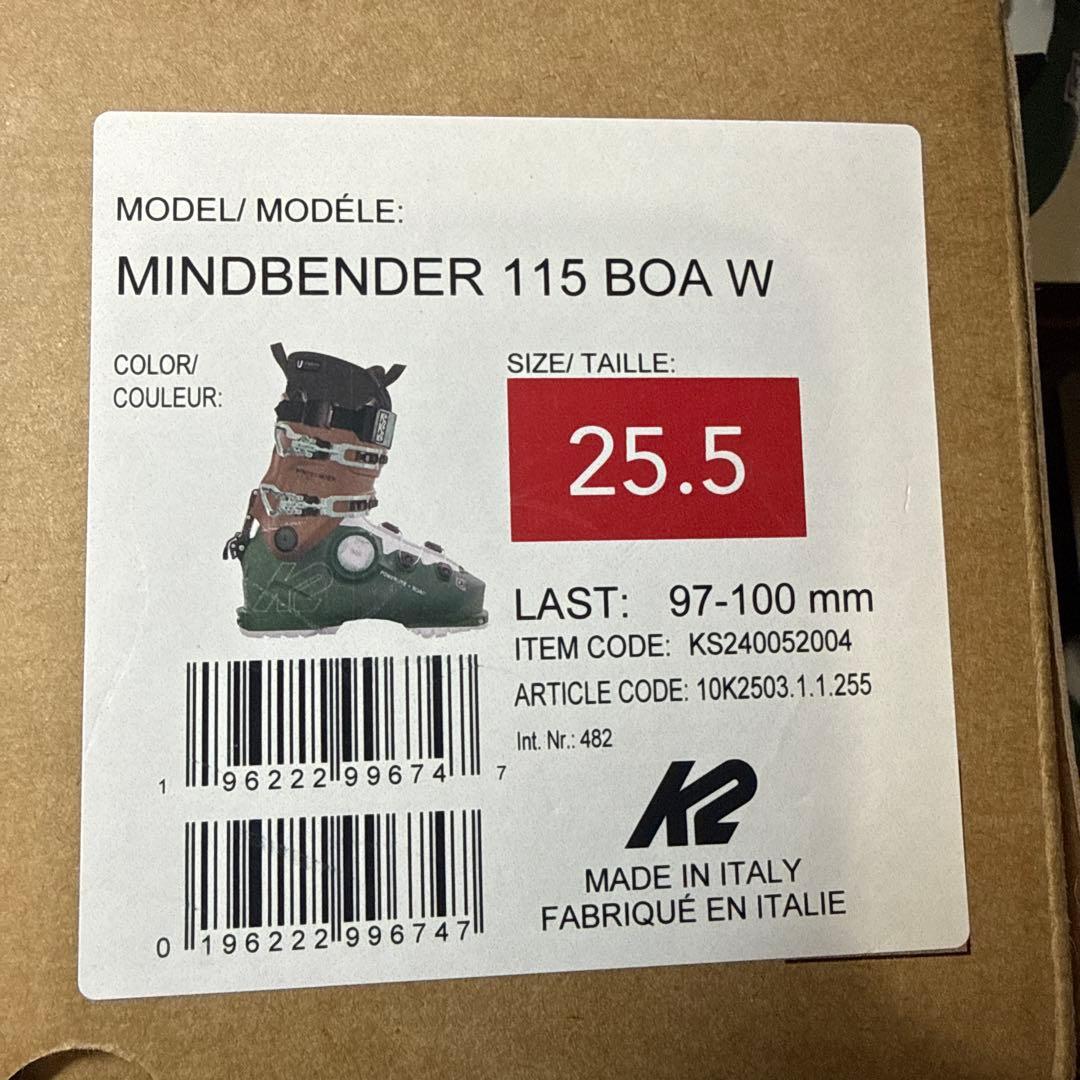 MODEL/ MODÉLE:
MINDBENDER 115 BOA W
COLOR/
COULEUR:
SIZE/ TAILLE:
25.5
LAST: 97-100 mm
ITEM CODE: KS240052004
ARTICLE CODE: 10K2503.1.1.255
Int. Nr.: 482
K2
1 96222 99674 7
K2
0 196222 996747
MADE IN ITALY
FABRIQUÉ EN ITALIE